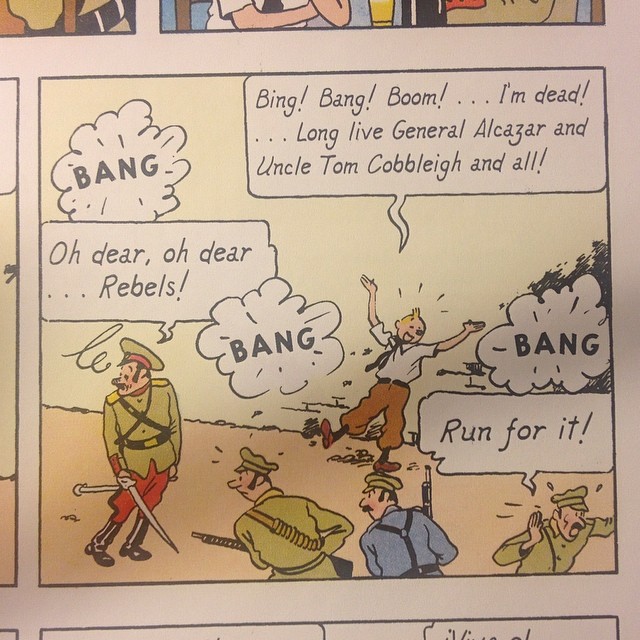 Bing! Bang! Boom! ... I'm dead!
... Long live General Alcazar and
Uncle Tom Cobbleigh and all!
BANG
Oh dear, oh dear
... Rebels!
BANG
BANG
Run for it!